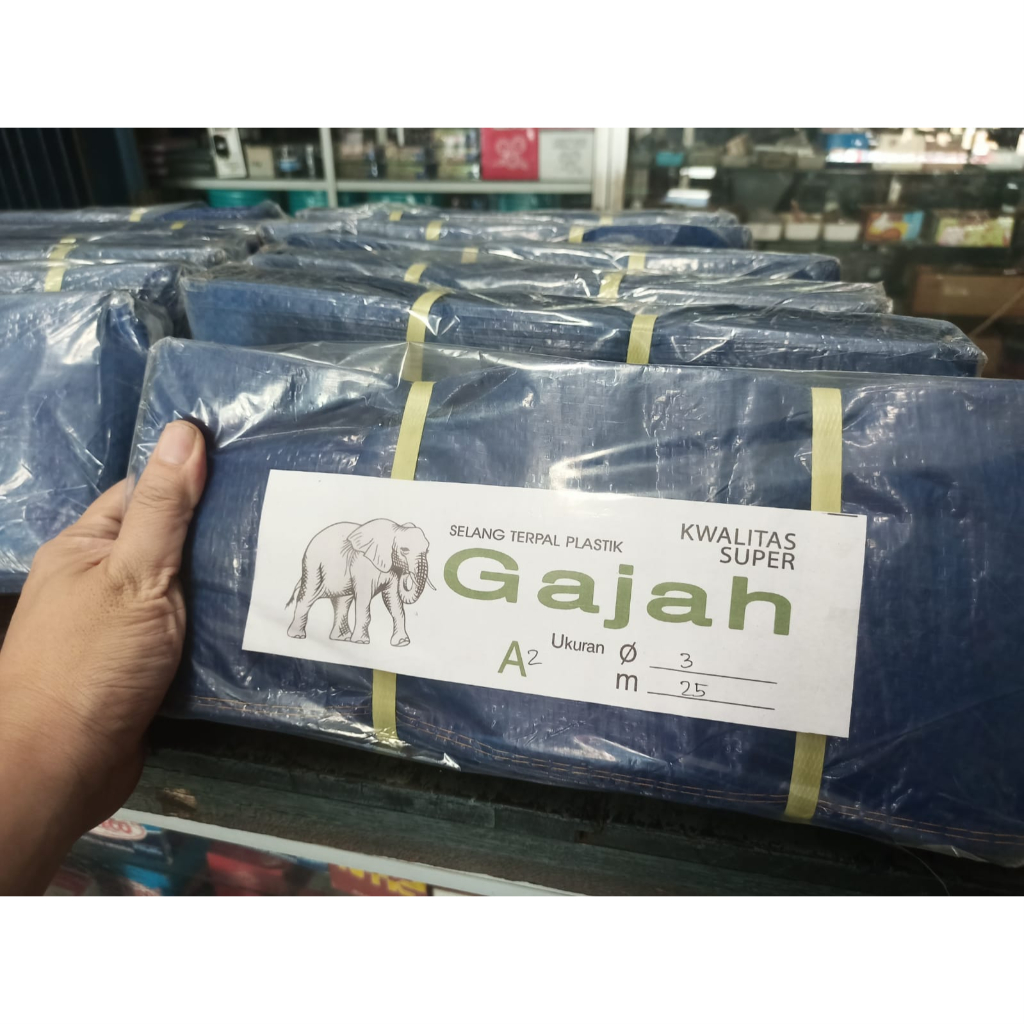 SELANG TERPAL PLASTIK
KWALITAS
SUPER
Gajah
A2
Ukuran Ø 3
m 25